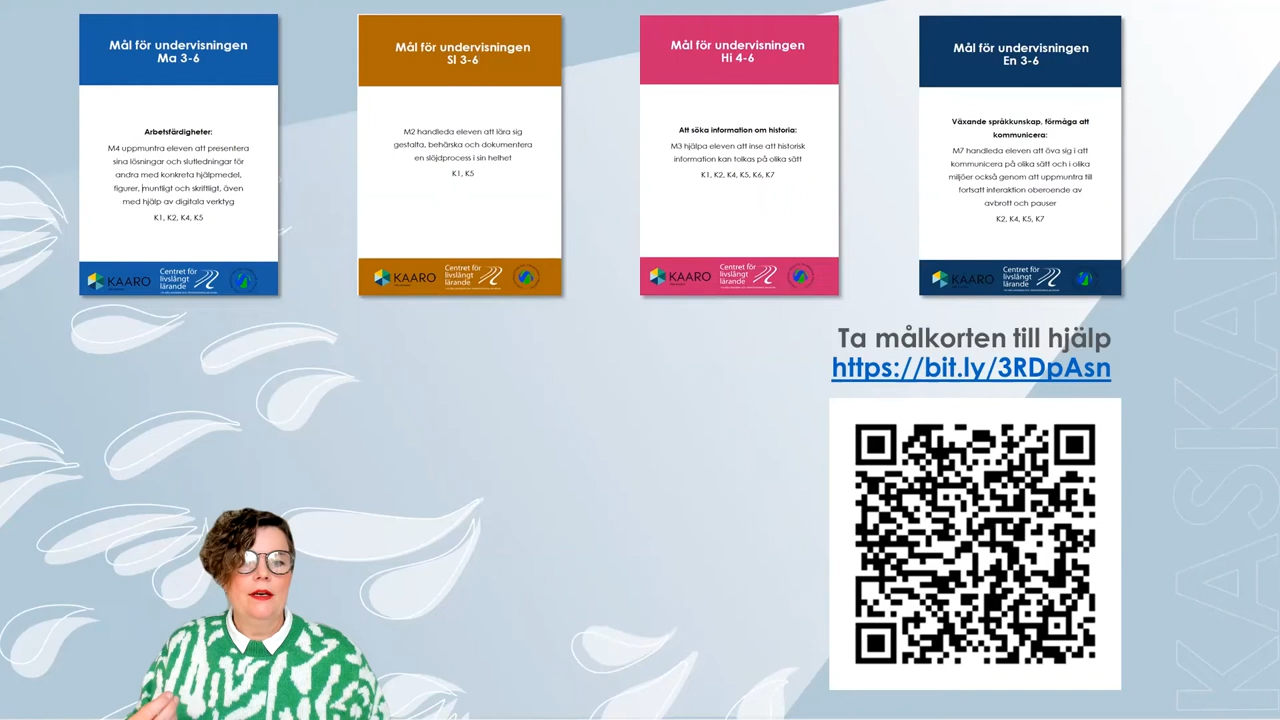 Mål för undervisningen
Ma 3-6
Arbetsfärdigheter:
M4 uppmuntra eleven att presentera
sina lösningar och slutledningar för
andra med konkreta hjälpmedel,
figurer, muntligt och skriftligt, även
med hjälp av digitala verktyg
K1, K2, K4, K5
KAARO
Centret för
livslångt
lärande
Mål för undervisningen
Sl 3-6
M2 handleda eleven att lära sig
gestalta, behärska och dokumentera
en slöjdprocess i sin helhet
K1, K5
KAARO
Centret för
livslångt
lärande
Mål för undervisningen
Hi 4-6
Att söka information om historia:
M3 hjälpa eleven att inse att historisk
information kan tolkas på olika sätt
K1, K2, K4, K5, K6, K7
KAARO
Centret för
livslångt
lärande
Mål för undervisningen
En 3-6
Växande språkkunskap, förmåga att
kommunicera:
M7 handleda eleven att öva sig i att
kommunicera på olika sätt och i olika
miljöer också genom att uppmuntra till
fortsatt interaktion oberoende av
avbrott och pauser
K2, K4, K5, K7
KAARO
Centret för
livslångt
lärande
Ta målkorten till hjälp
https://bit.ly/3RDpAsn
KASKAD